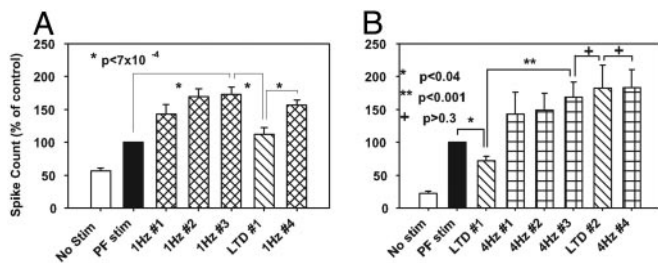 A
Spike Count (% of control)
250
200
150
100
50
0
* p<7x10 -4
*
*
*
No Stim
PF stim
1Hz #1
1Hz #2
1Hz #3
LTD #1
1Hz #4
B
250
200
150
100
50
0
* p<0.04
** p<0.001
+ p>0.3
*
**
+
+
No stim
PF stim
LTD #1
4Hz #1
4Hz #2
4Hz #3
LTD #2
4Hz #4